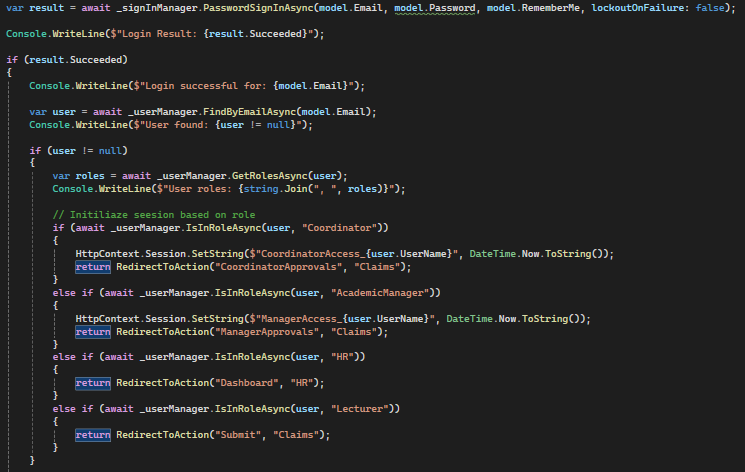 var result = await _signInManager.PasswordSignInAsync(model.Email, model.Password, model.RememberMe, lockoutOnFailure: false);
Console.WriteLine($"Login Result: {result.Succeeded}");
if (result.Succeeded)
{
Console.WriteLine($"Login successful for: {model.Email}");
var user = await _userManager.FindByEmailAsync(model.Email);
Console.WriteLine($"User found: {user != null}");
if (user != null)
{
var roles = await _userManager.GetRolesAsync(user);
Console.WriteLine($"User roles: {string.Join(", ", roles)}");
// Initiliaze seesion based on role
if (await _userManager.IsInRoleAsync(user, "Coordinator"))
{
HttpContext.Session.SetString($"CoordinatorAccess_{user.UserName}", DateTime.Now.ToString());
return RedirectToAction("CoordinatorApprovals", "Claims");
}
else if (await _userManager.IsInRoleAsync(user, "AcademicManager"))
{
HttpContext.Session.SetString($"ManagerAccess_{user.UserName}", DateTime.Now.ToString());
return RedirectToAction("ManagerApprovals", "Claims");
}
else if (await _userManager.IsInRoleAsync(user, "HR"))
{
return RedirectToAction("Dashboard", "HR");
}
else if (await _userManager.IsInRoleAsync(user, "Lecturer"))
{
return RedirectToAction("Submit", "Claims");
}
}